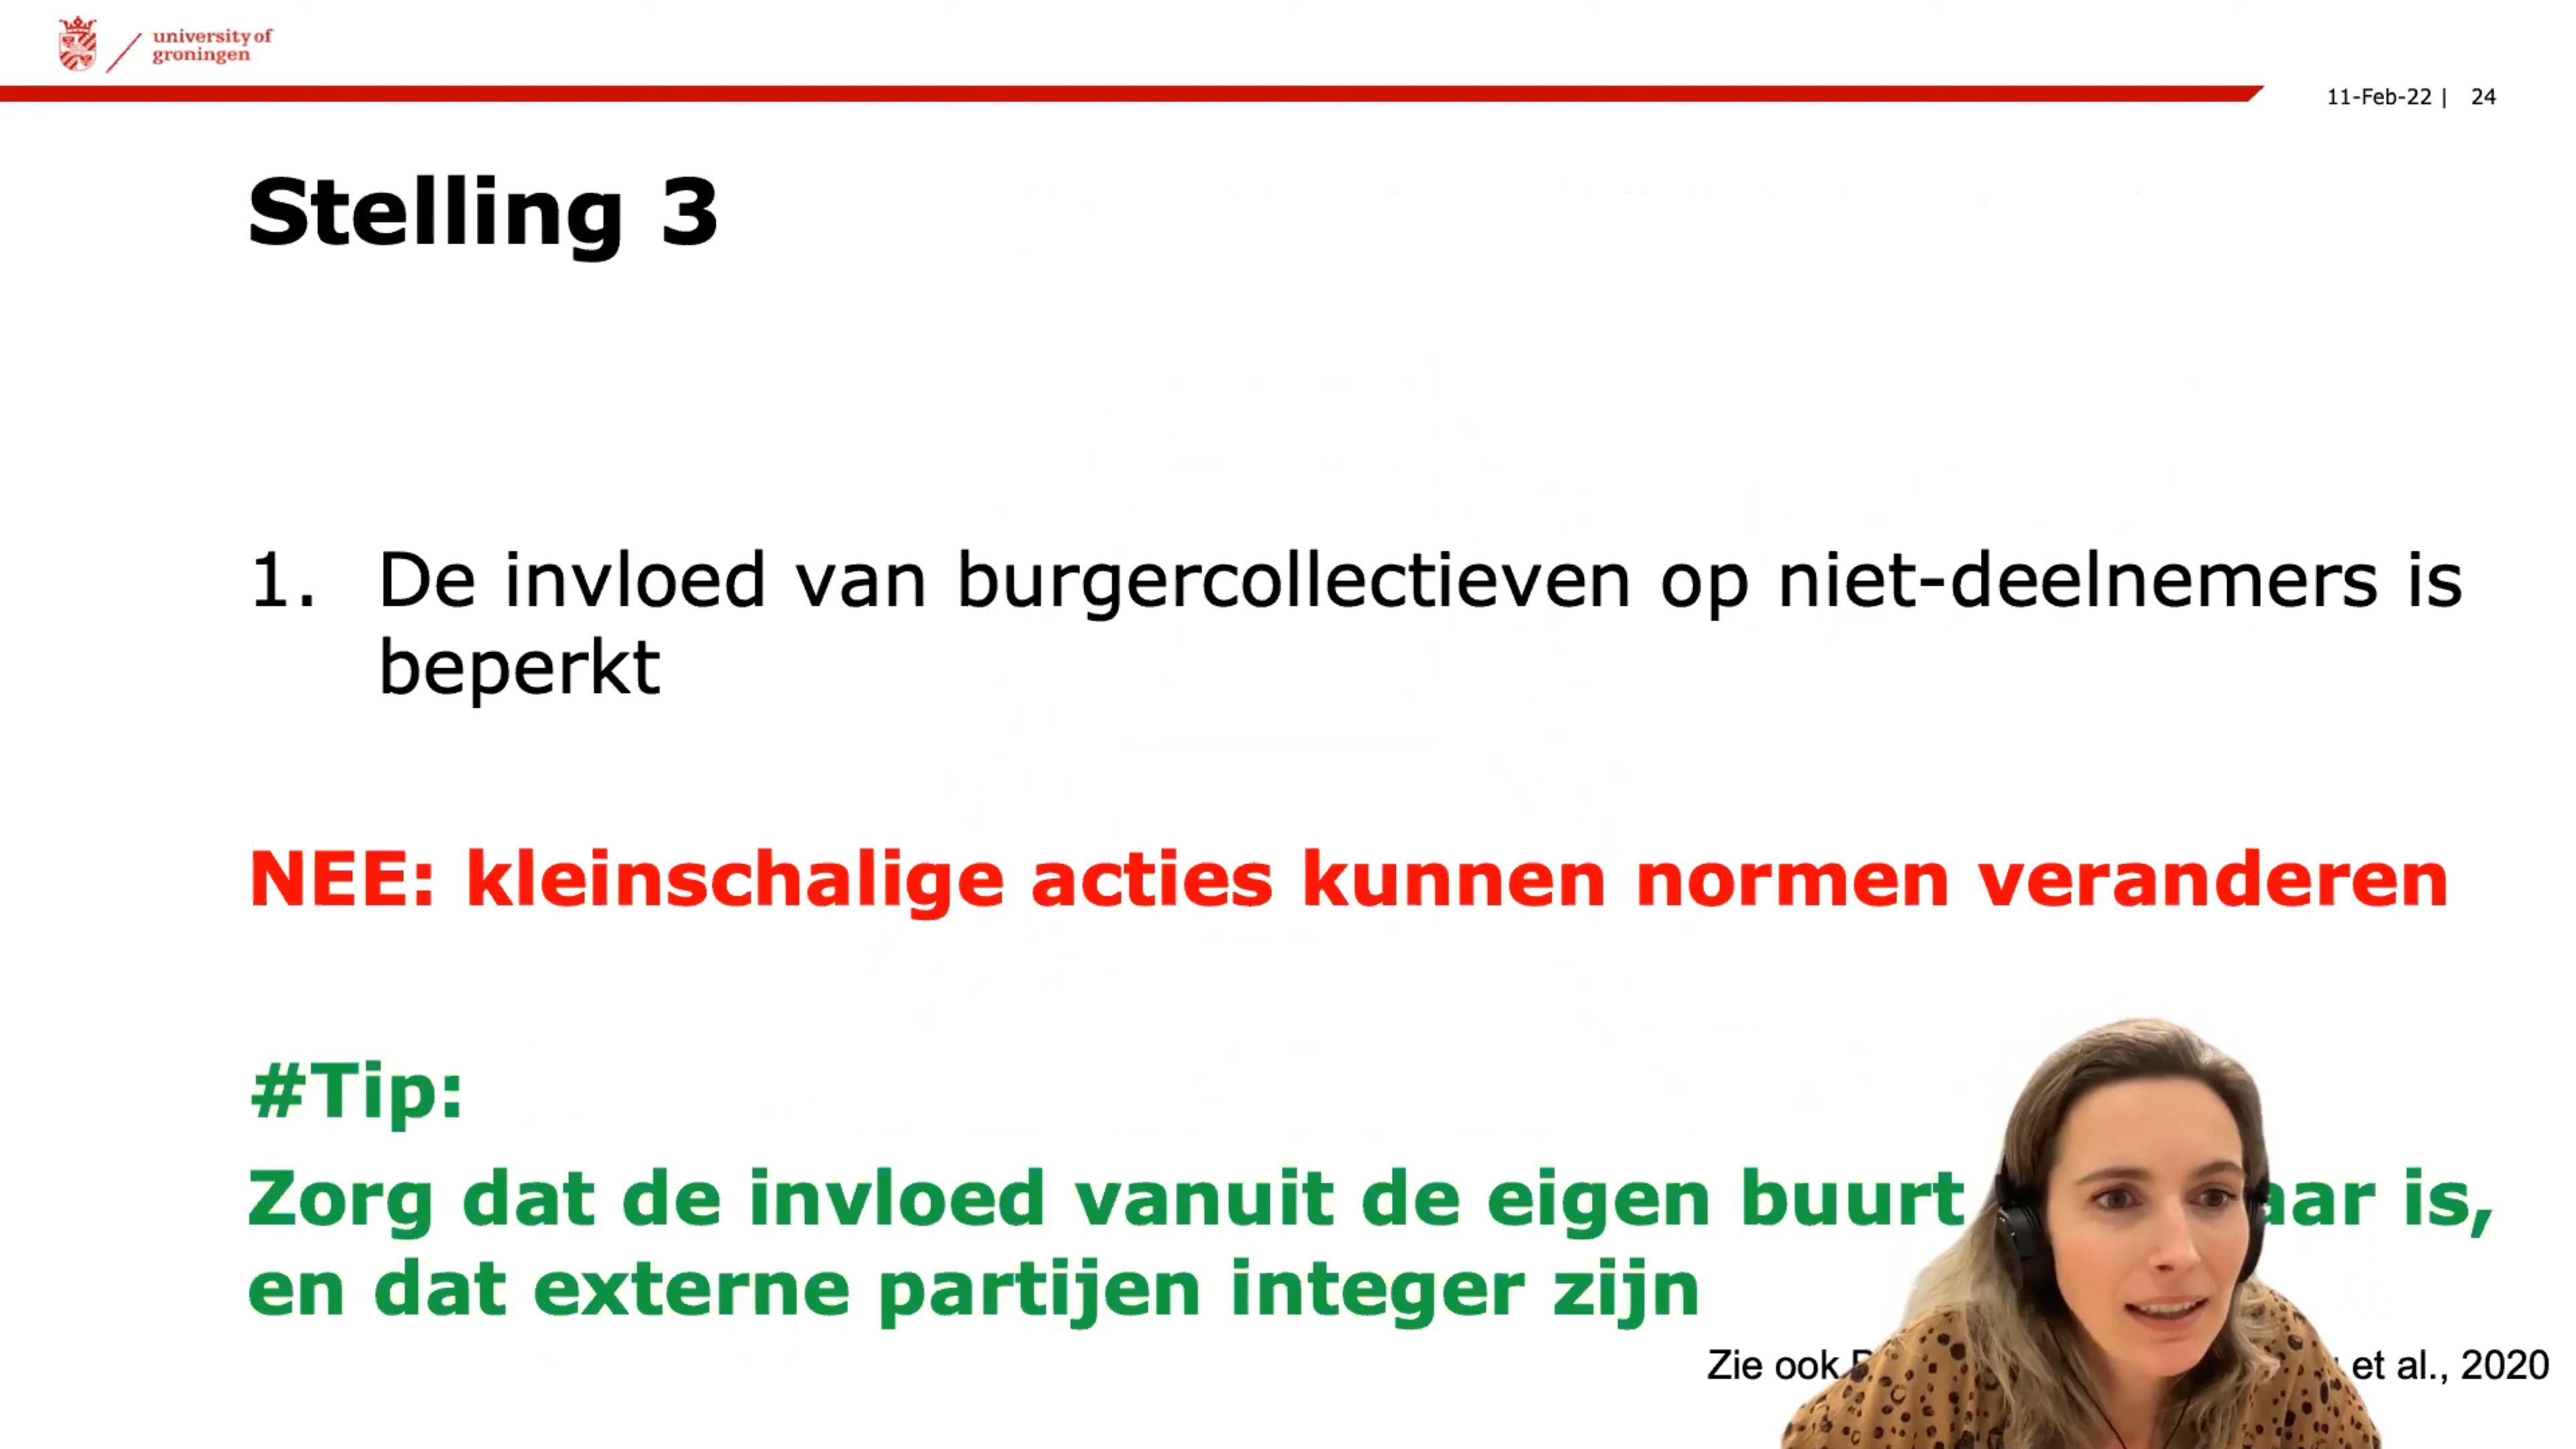 university of
groningen
11-Feb-22 | 24
Stelling 3
1. De invloed van burgercollectieven op niet-deelnemers is
beperkt
NEE: kleinschalige acties kunnen normen veranderen
#Tip:
Zorg dat de invloed vanuit de eigen buurt is,
en dat externe partijen integer zijn
Zie ook et al., 2020